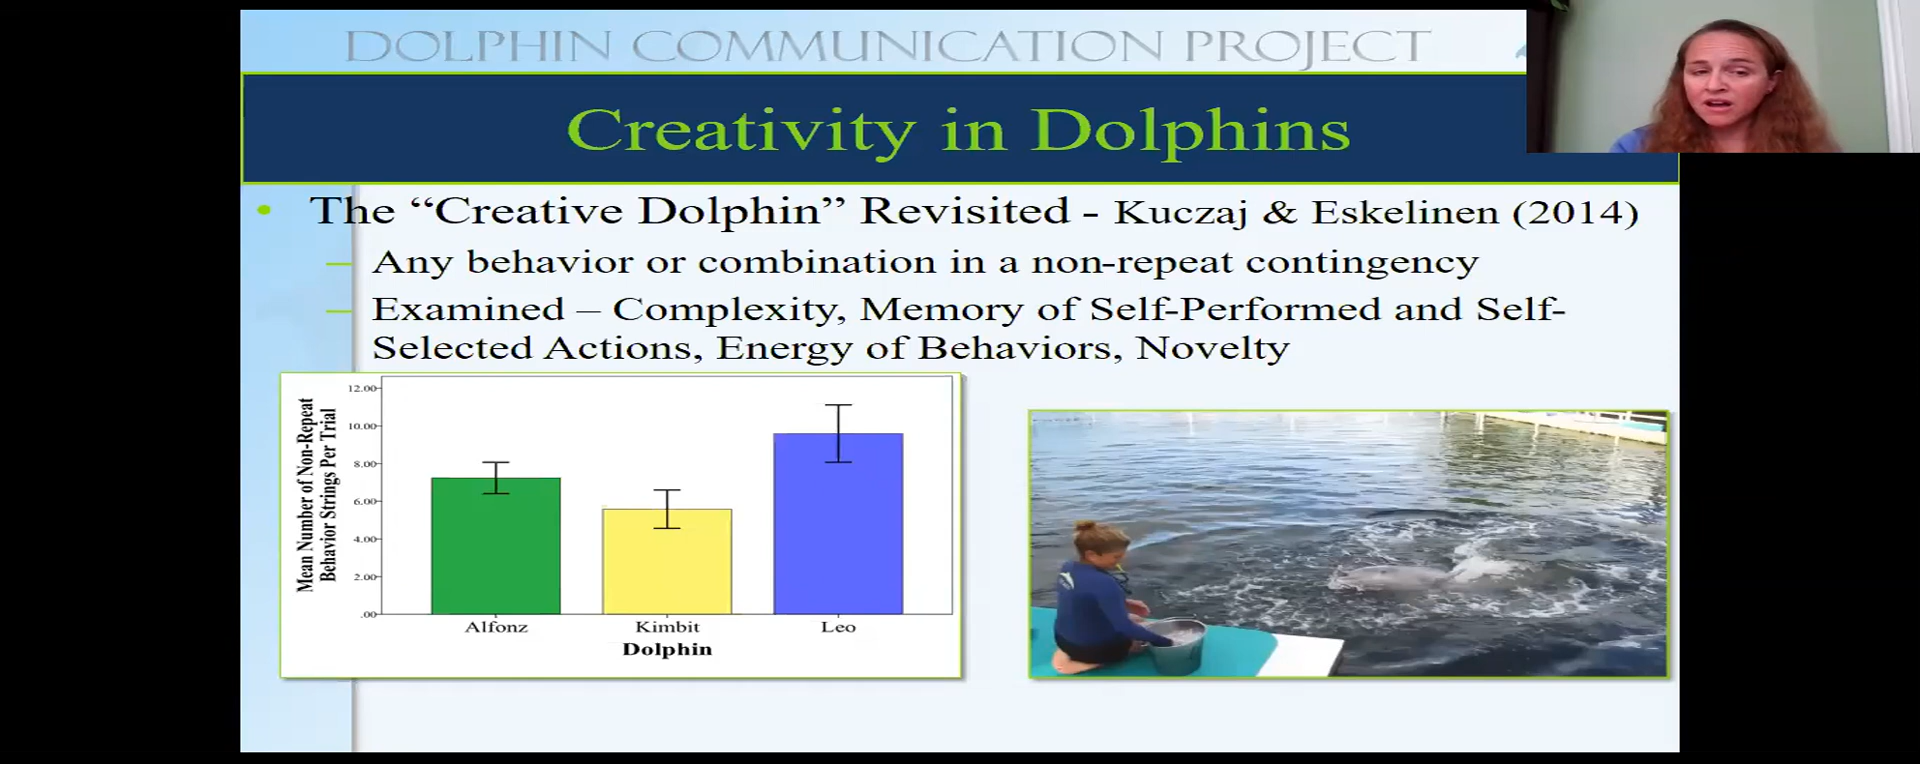 DOLPHIN COMMUNICATION PROJECT
Creativity in Dolphins
• The “Creative Dolphin” Revisited - Kuczaj & Eskelinen (2014)
– Any behavior or combination in a non-repeat contingency
– Examined – Complexity, Memory of Self-Performed and Self-
Selected Actions, Energy of Behaviors, Novelty
Mean Number of Non-Repeat
Behavior Strings Per Trial
12.00
10.00
8.00
6.00
4.00
2.00
.00
Alfonz Kimbit Leo
Dolphin